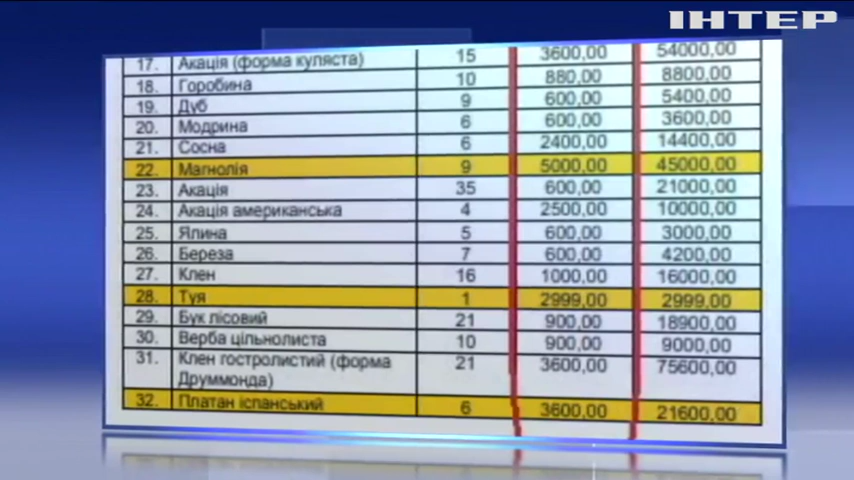 ІНТЕР
17. Акація (форма куляста) 15 3600,00 54000,00
18. Горобина 10 880,00 8800,00
19. Дуб 9 600,00 5400,00
20. Модрина 6 600,00 3600,00
21. Сосна 6 2400,00 14400,00
22. Магнолія 9 5000,00 45000,00
23. Акація 35 600,00 21000,00
24. Акація американська 4 2500,00 10000,00
25. Ялина 5 600,00 3000,00
26. Береза 7 600,00 4200,00
27. Клен 16 1000,00 16000,00
28. Туя 1 2999,00 2999,00
29. Бук лісовий 21 900,00 18900,00
30. Верба цільнолиста 10 900,00 9000,00
31. Клен гостролистий (форма 21 3600,00 75600,00
Друммонда)
32. Платан іспанський 6 3600,00 21600,00